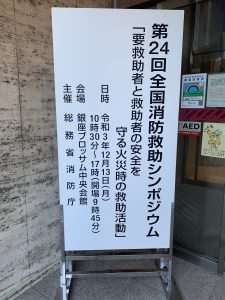 第24回全国消防救助シンポジウム
「要救助者と救助者の安全を
守る火災時の救助活動」
日時 令和3年12月13日(月)
10時30分～17時(開場9時45分)
会場 銀座ブロッサム中央会館
主催 総務省消防庁
AED